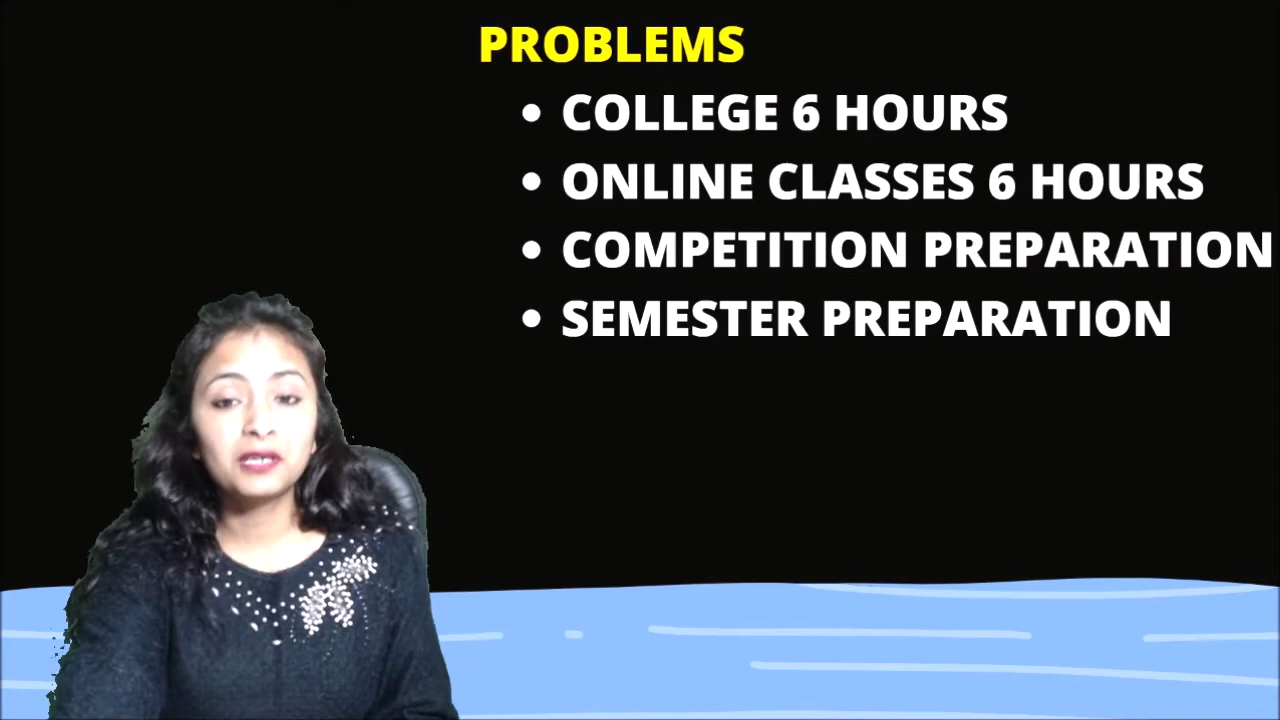 PROBLEMS
• COLLEGE 6 HOURS
• ONLINE CLASSES 6 HOURS
• COMPETITION PREPARATION
• SEMESTER PREPARATION